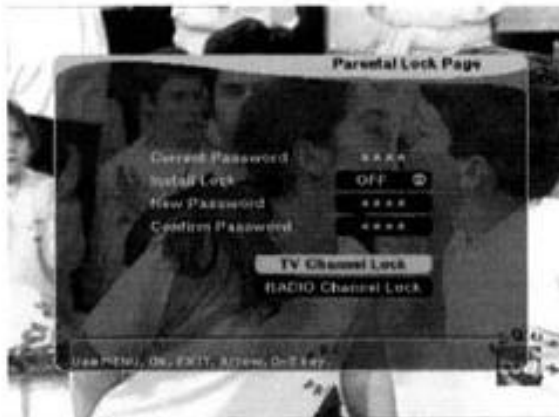 Parental Lock Page
Current Password ****
Install Lock OFF
New Password ****
Confirm Password ****
TV Channel Lock
RADIO Channel Lock
Use MENU, OK, EXIT, Arrow, 0~9 key.